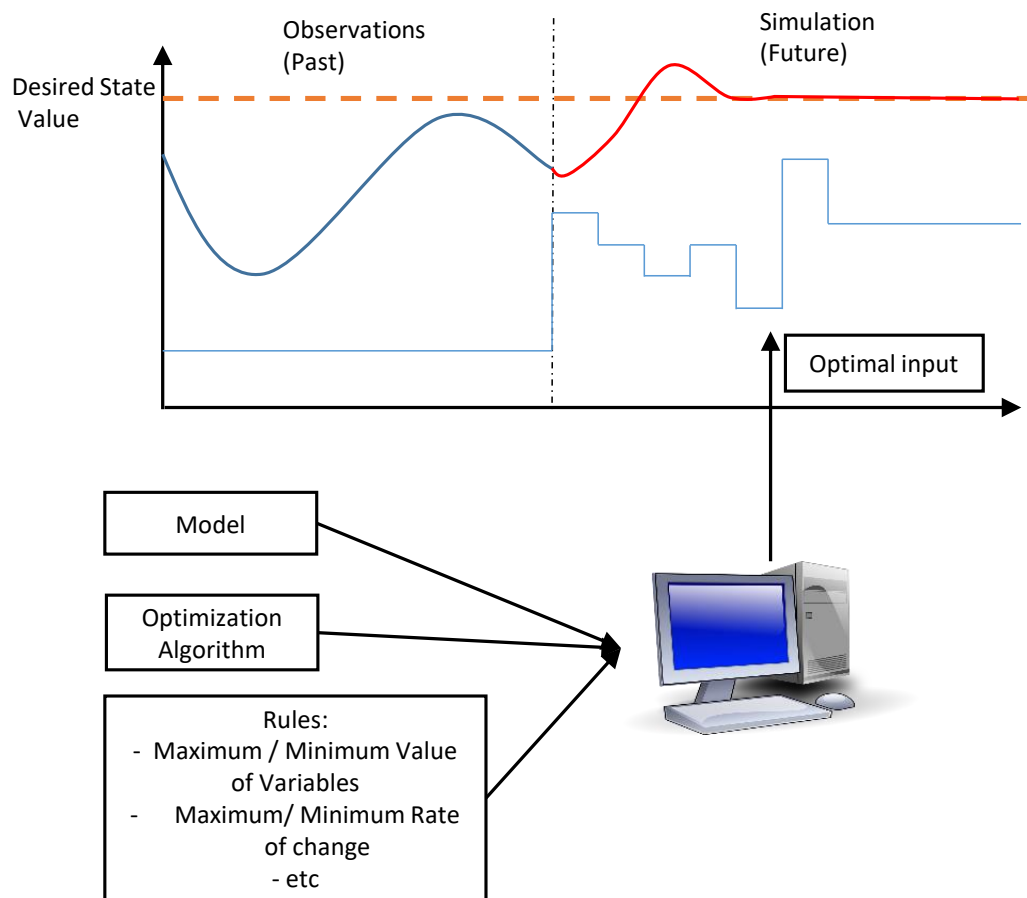 Observations
(Past)
Simulation
(Future)
Desired State
Value
Optimal input
Model
Optimization
Algorithm
Rules:
- Maximum / Minimum Value
of Variables
- Maximum/ Minimum Rate
of change
- etc